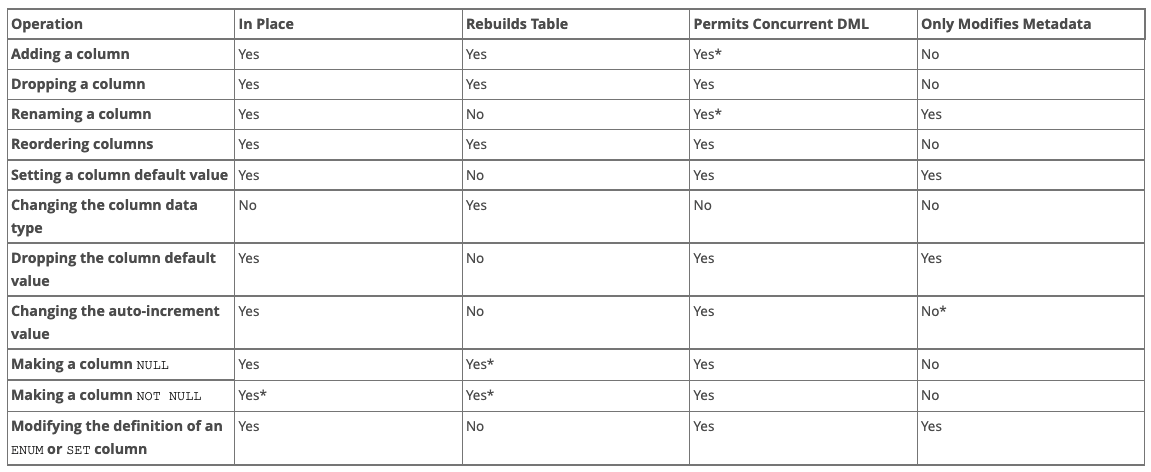 Operation In Place Rebuilds Table Permits Concurrent DML Only Modifies Metadata
Adding a column Yes Yes Yes* No
Dropping a column Yes Yes Yes No
Renaming a column Yes No Yes* Yes
Reordering columns Yes Yes Yes No
Setting a column default value Yes No Yes Yes
Changing the column data No Yes No No
type
Dropping the column default Yes No Yes Yes
value
Changing the auto-increment Yes No Yes No*
value
Making a column NULL Yes Yes* Yes No
Making a column NOT NULL Yes* Yes* Yes No
Modifying the definition of an Yes No Yes Yes
ENUM or SET column